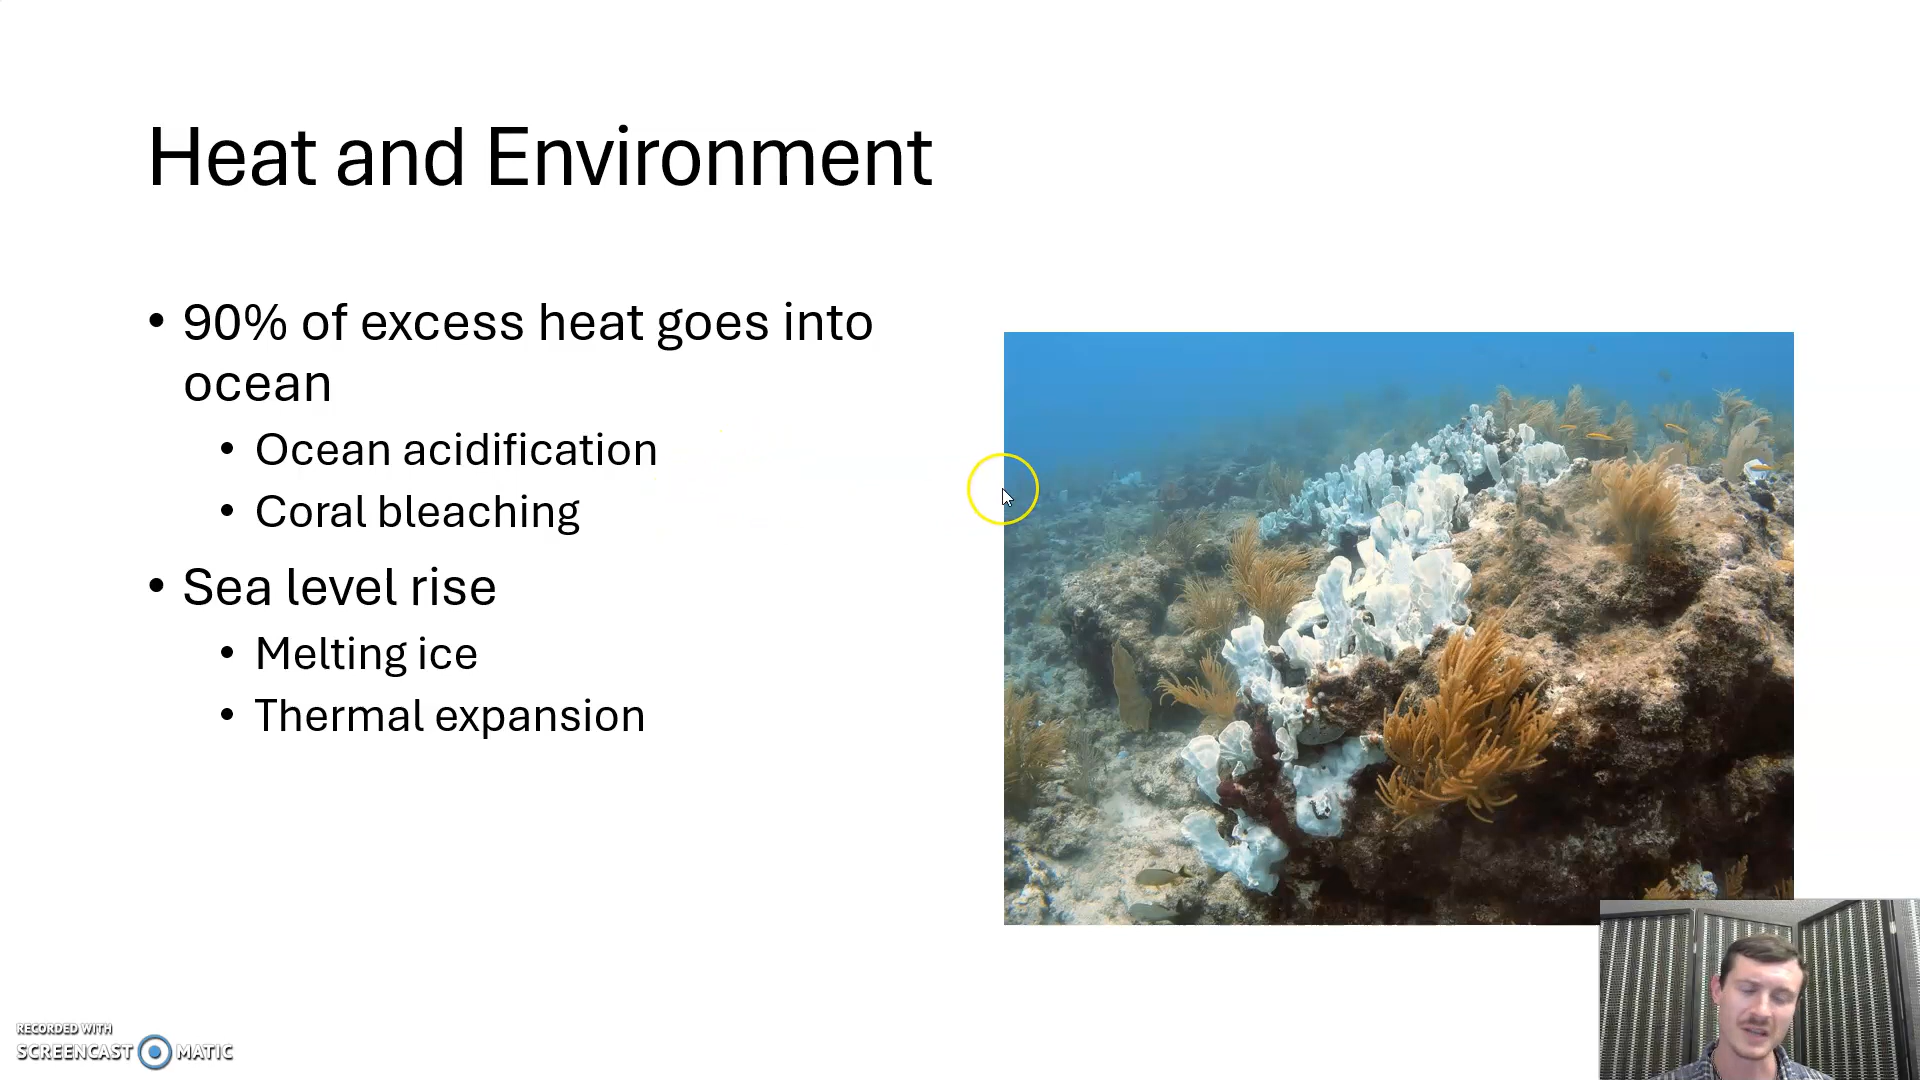 Heat and Environment
• 90% of excess heat goes into
ocean
• Ocean acidification
• Coral bleaching
• Sea level rise
• Melting ice
• Thermal expansion
RECORDED WITH
SCREENCAST MATIC